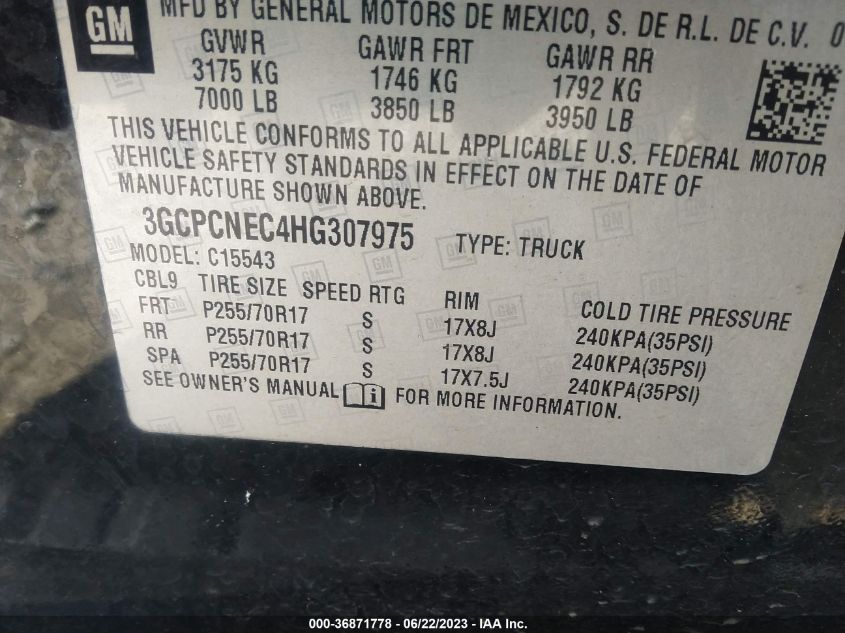 GM
MFD BY GENERAL MOTORS DE MEXICO, S. DE R.L. DE C.V. 0
GVWR GAWR FRT GAWR RR
3175 KG 1746 KG 1792 KG
7000 LB 3850 LB 3950 LB
THIS VEHICLE CONFORMS TO ALL APPLICABLE U.S. FEDERAL MOTOR
VEHICLE SAFETY STANDARDS IN EFFECT ON THE DATE OF
MANUFACTURE SHOWN ABOVE.
3GCPCNEC4HG307975 TYPE: TRUCK
MODEL: C15543
CBL9 TIRE SIZE SPEED RTG RIM COLD TIRE PRESSURE
FRT P255/70R17 S 17X8J 240KPA(35PSI)
RR P255/70R17 S 17X8J 240KPA(35PSI)
SPA P255/70R17 S 17X7.5J 240KPA(35PSI)
SEE OWNER'S MANUAL i FOR MORE INFORMATION.
000-36871778 - 06/22/2023 - IAA Inc.